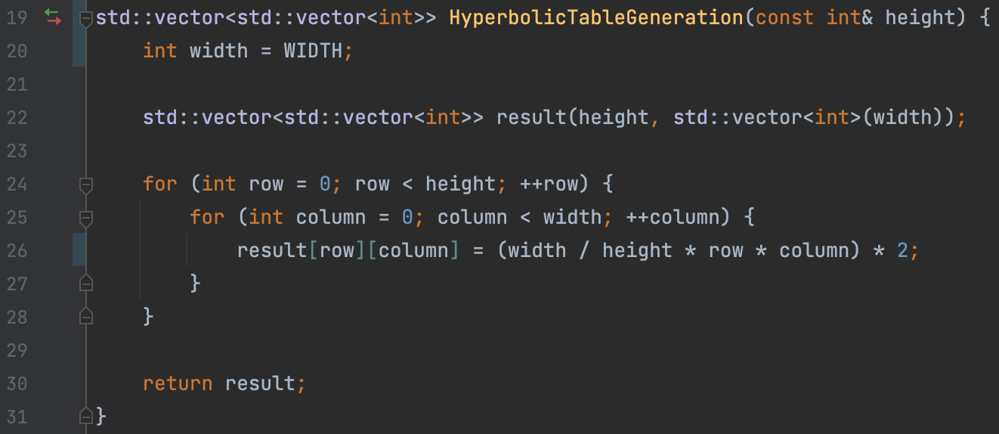 19 std::vector<std::vector<int>> HyperbolicTableGeneration(const int& height) {
20     int width = WIDTH;
21
22     std::vector<std::vector<int>> result(height, std::vector<int>(width));
23
24     for (int row = 0; row < height; ++row) {
25         for (int column = 0; column < width; ++column) {
26             result[row][column] = (width / height * row * column) * 2;
27         }
28     }
29
30     return result;
31 }